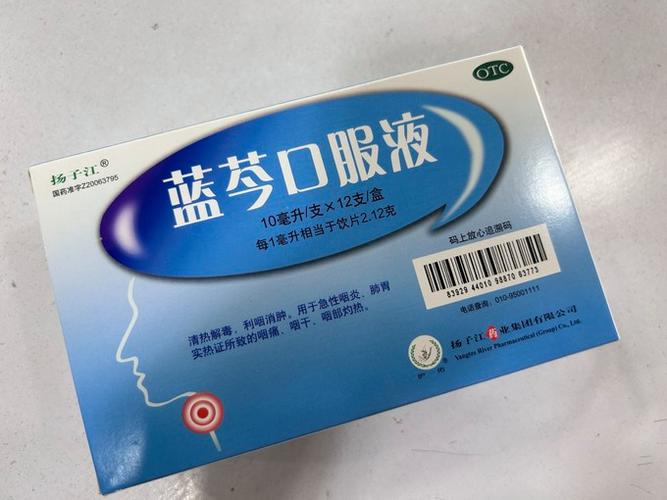 OTC
扬子江®
国药准字Z20063795
蓝芩口服液
10毫升/支×12支/盒
每1毫升相当于饮片2.12克
码上放心追溯码
83929 44010 98870 83773
电话查询：010-95001111
清热解毒，利咽消肿。用于急性咽炎、肺胃
实热证所致的咽痛、咽干、咽部灼热。
护佑
扬子江药业集团有限公司
Yangtze River Pharmaceutical (Group) Co., Ltd.